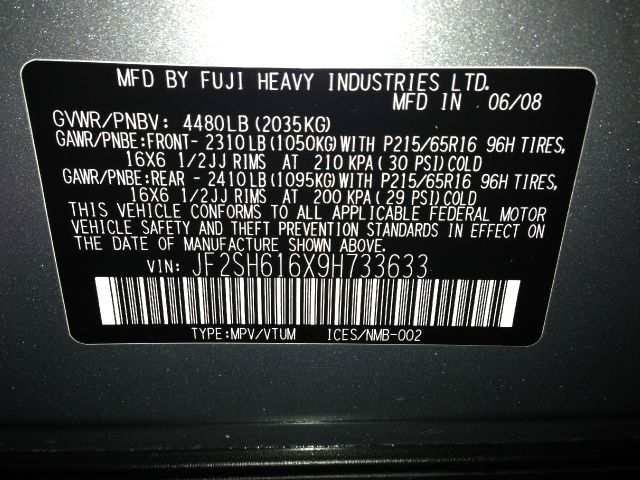 MFD BY FUJI HEAVY INDUSTRIES LTD.
MFD IN 06/08
GVWR/PNBV: 4480LB (2035KG)
GAWR/PNBE:FRONT- 2310LB (1050KG) WITH P215/65R16 96H TIRES,
16X6 1/2JJ RIMS AT 210 KPA (30 PSI) COLD
GAWR/PNBE:REAR - 2410LB (1095KG) WITH P215/65R16 96H TIRES,
16X6 1/2JJ RIMS AT 200 KPA (29 PSI) COLD
THIS VEHICLE CONFORMS TO ALL APPLICABLE FEDERAL MOTOR
VEHICLE SAFETY AND THEFT PREVENTION STANDARDS IN EFFECT ON
THE DATE OF MANUFACTURE SHOWN ABOVE.
VIN: JF2SH616X9H733633
TYPE:MPV/VTUM ICES/NMB-002